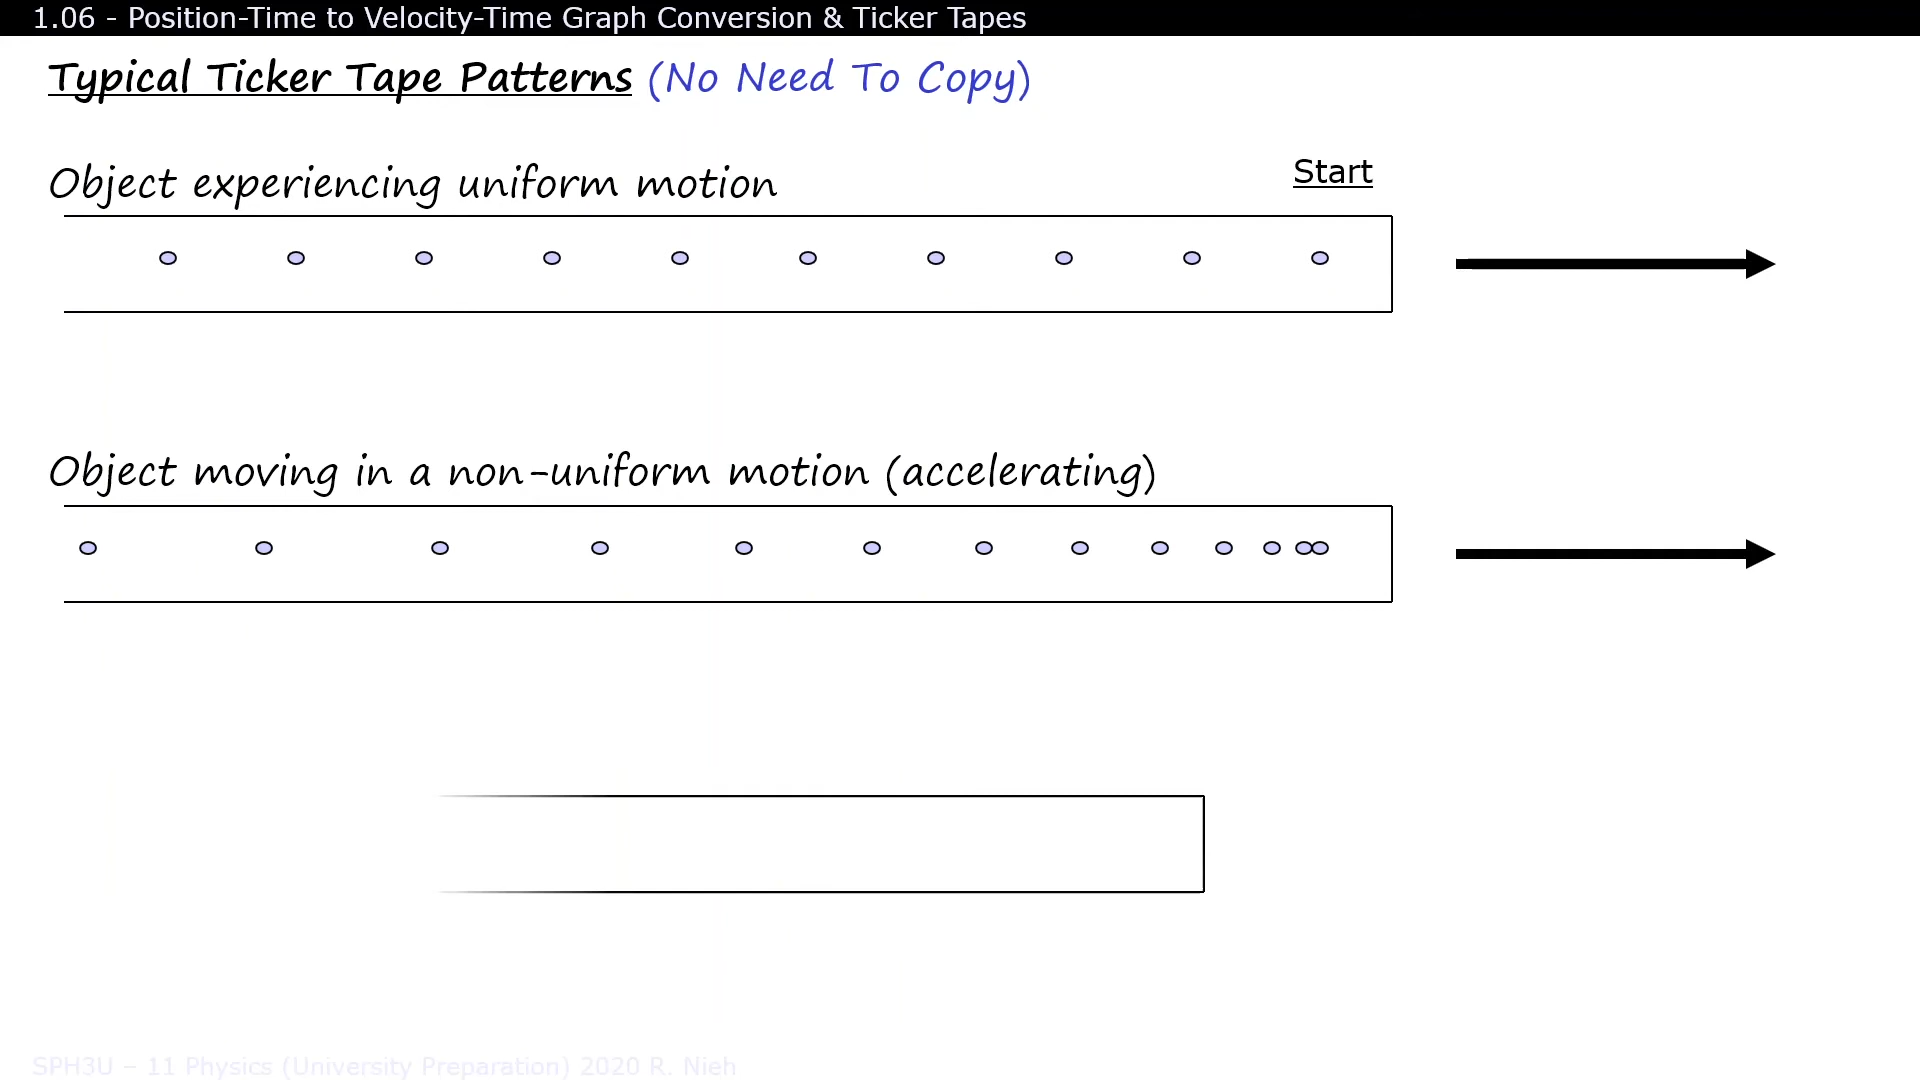 1.06 - Position-Time to Velocity-Time Graph Conversion & Ticker Tapes
Typical Ticker Tape Patterns (No Need To Copy)
Object experiencing uniform motion
Start
Object moving in a non-uniform motion (accelerating)
SPH3U – 11 Physics (University Preparation) 2020 R. Nieh